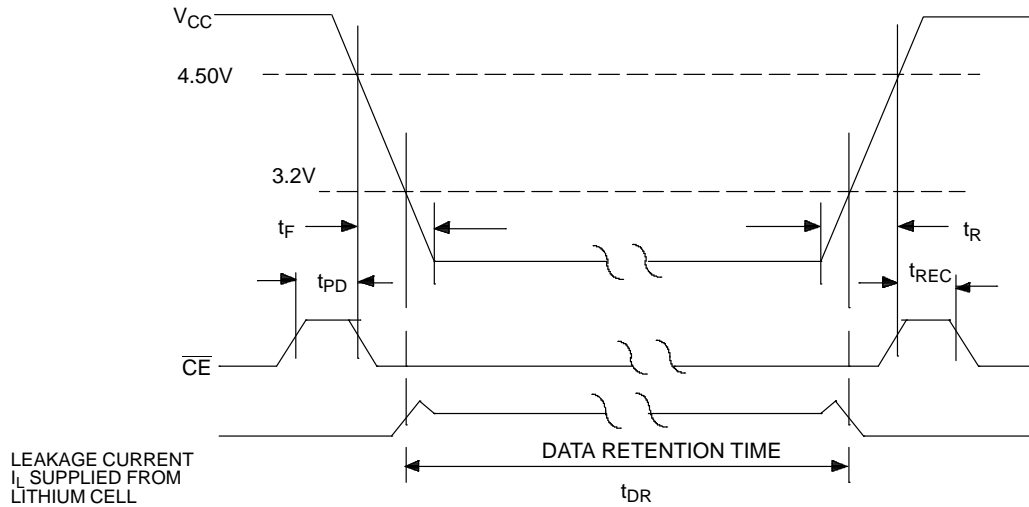 VCC
4.50V
3.2V
tF
tR
tPD
tREC
CE
DATA RETENTION TIME
tDR
LEAKAGE CURRENT
IL SUPPLIED FROM
LITHIUM CELL